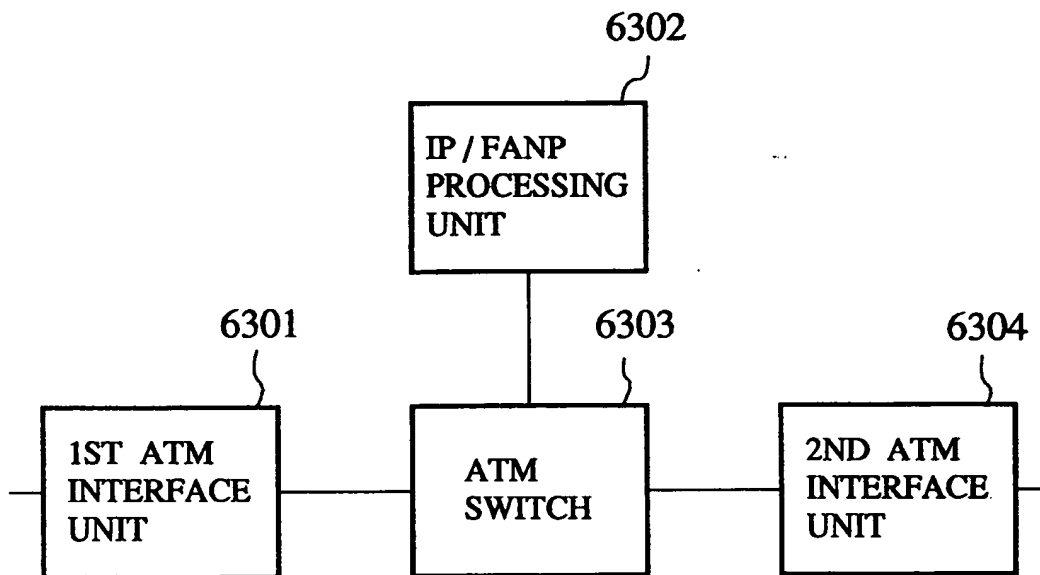 6302
IP / FANP
PROCESSING
UNIT
6301
6303
6304
1ST ATM
INTERFACE
UNIT
ATM
SWITCH
2ND ATM
INTERFACE
UNIT